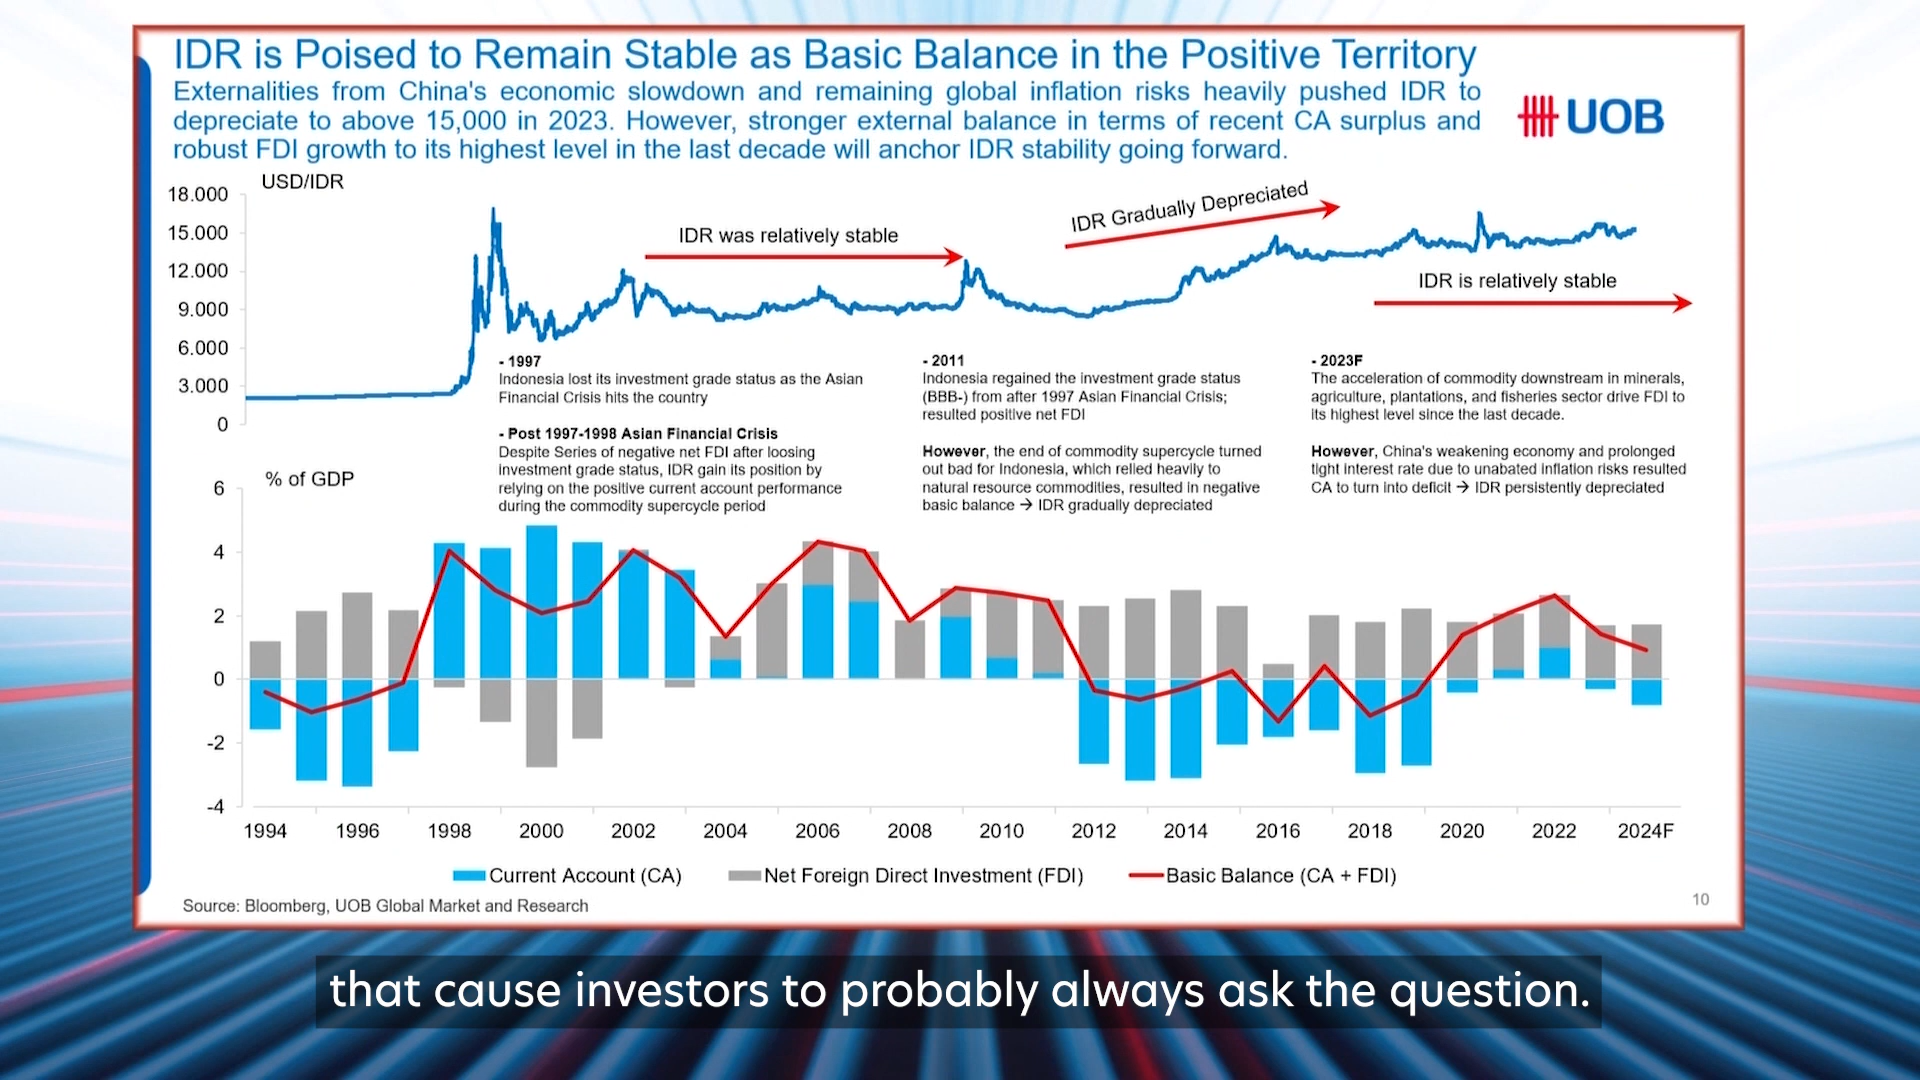 IDR is Poised to Remain Stable as Basic Balance in the Positive Territory
Externalities from China's economic slowdown and remaining global inflation risks heavily pushed IDR to
depreciate to above 15,000 in 2023. However, stronger external balance in terms of recent CA surplus and
robust FDI growth to its highest level in the last decade will anchor IDR stability going forward.
UOB
USD/IDR
18.000
15.000
12.000
9.000
6.000
3.000
0
IDR was relatively stable
IDR Gradually Depreciated
IDR is relatively stable
- 1997
Indonesia lost its investment grade status as the Asian
Financial Crisis hits the country
- Post 1997-1998 Asian Financial Crisis
Despite Series of negative net FDI after loosing
investment grade status, IDR gain its position by
relying on the positive current account performance
during the commodity supercycle period
- 2011
Indonesia regained the investment grade status
(BBB-) from after 1997 Asian Financial Crisis;
resulted positive net FDI
However, the end of commodity supercycle turned
out bad for Indonesia, which relied heavily to
natural resource commodities, resulted in negative
basic balance → IDR gradually depreciated
- 2023F
The acceleration of commodity downstream in minerals,
agriculture, plantations, and fisheries sector drive FDI to
its highest level since the last decade.
However, China's weakening economy and prolonged
tight interest rate due to unabated inflation risks resulted
CA to turn into deficit → IDR persistently depreciated
% of GDP
6
4
2
0
-2
-4
1994 1996 1998 2000 2002 2004 2006 2008 2010 2012 2014 2016 2018 2020 2022 2024F
Current Account (CA) Net Foreign Direct Investment (FDI) Basic Balance (CA + FDI)
Source: Bloomberg, UOB Global Market and Research
10
that cause investors to probably always ask the question.